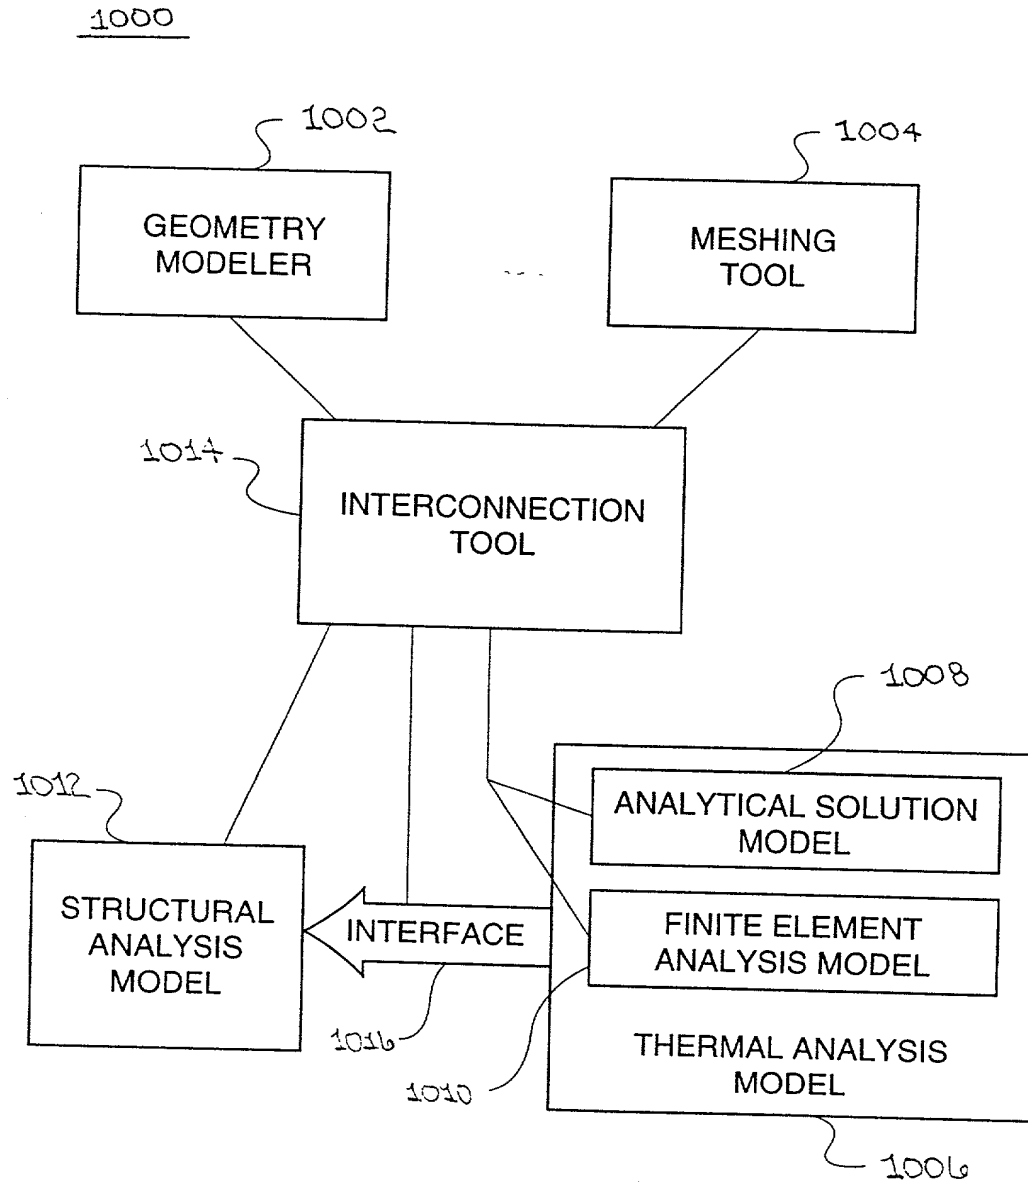 1000
1002
1004
GEOMETRY
MODELER
MESHING
TOOL
1014
INTERCONNECTION
TOOL
1008
1012
ANALYTICAL SOLUTION
MODEL
STRUCTURAL
ANALYSIS
MODEL
INTERFACE
FINITE ELEMENT
ANALYSIS MODEL
1016
1010
THERMAL ANALYSIS
MODEL
1006